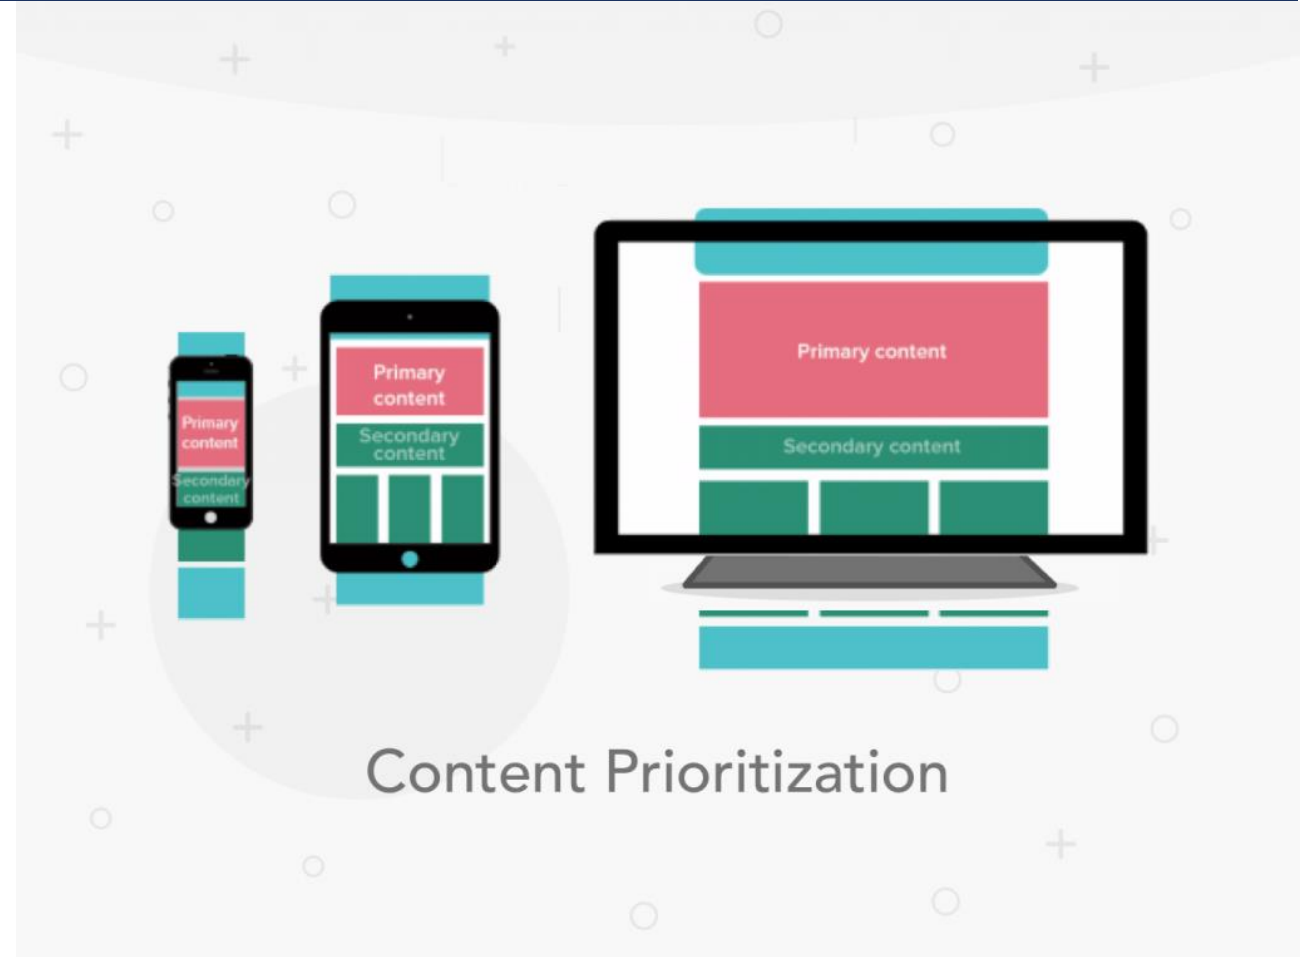 Primary
content
Secondary
content
Primary
content
Secondary
content
Primary content
Secondary content
Content Prioritization